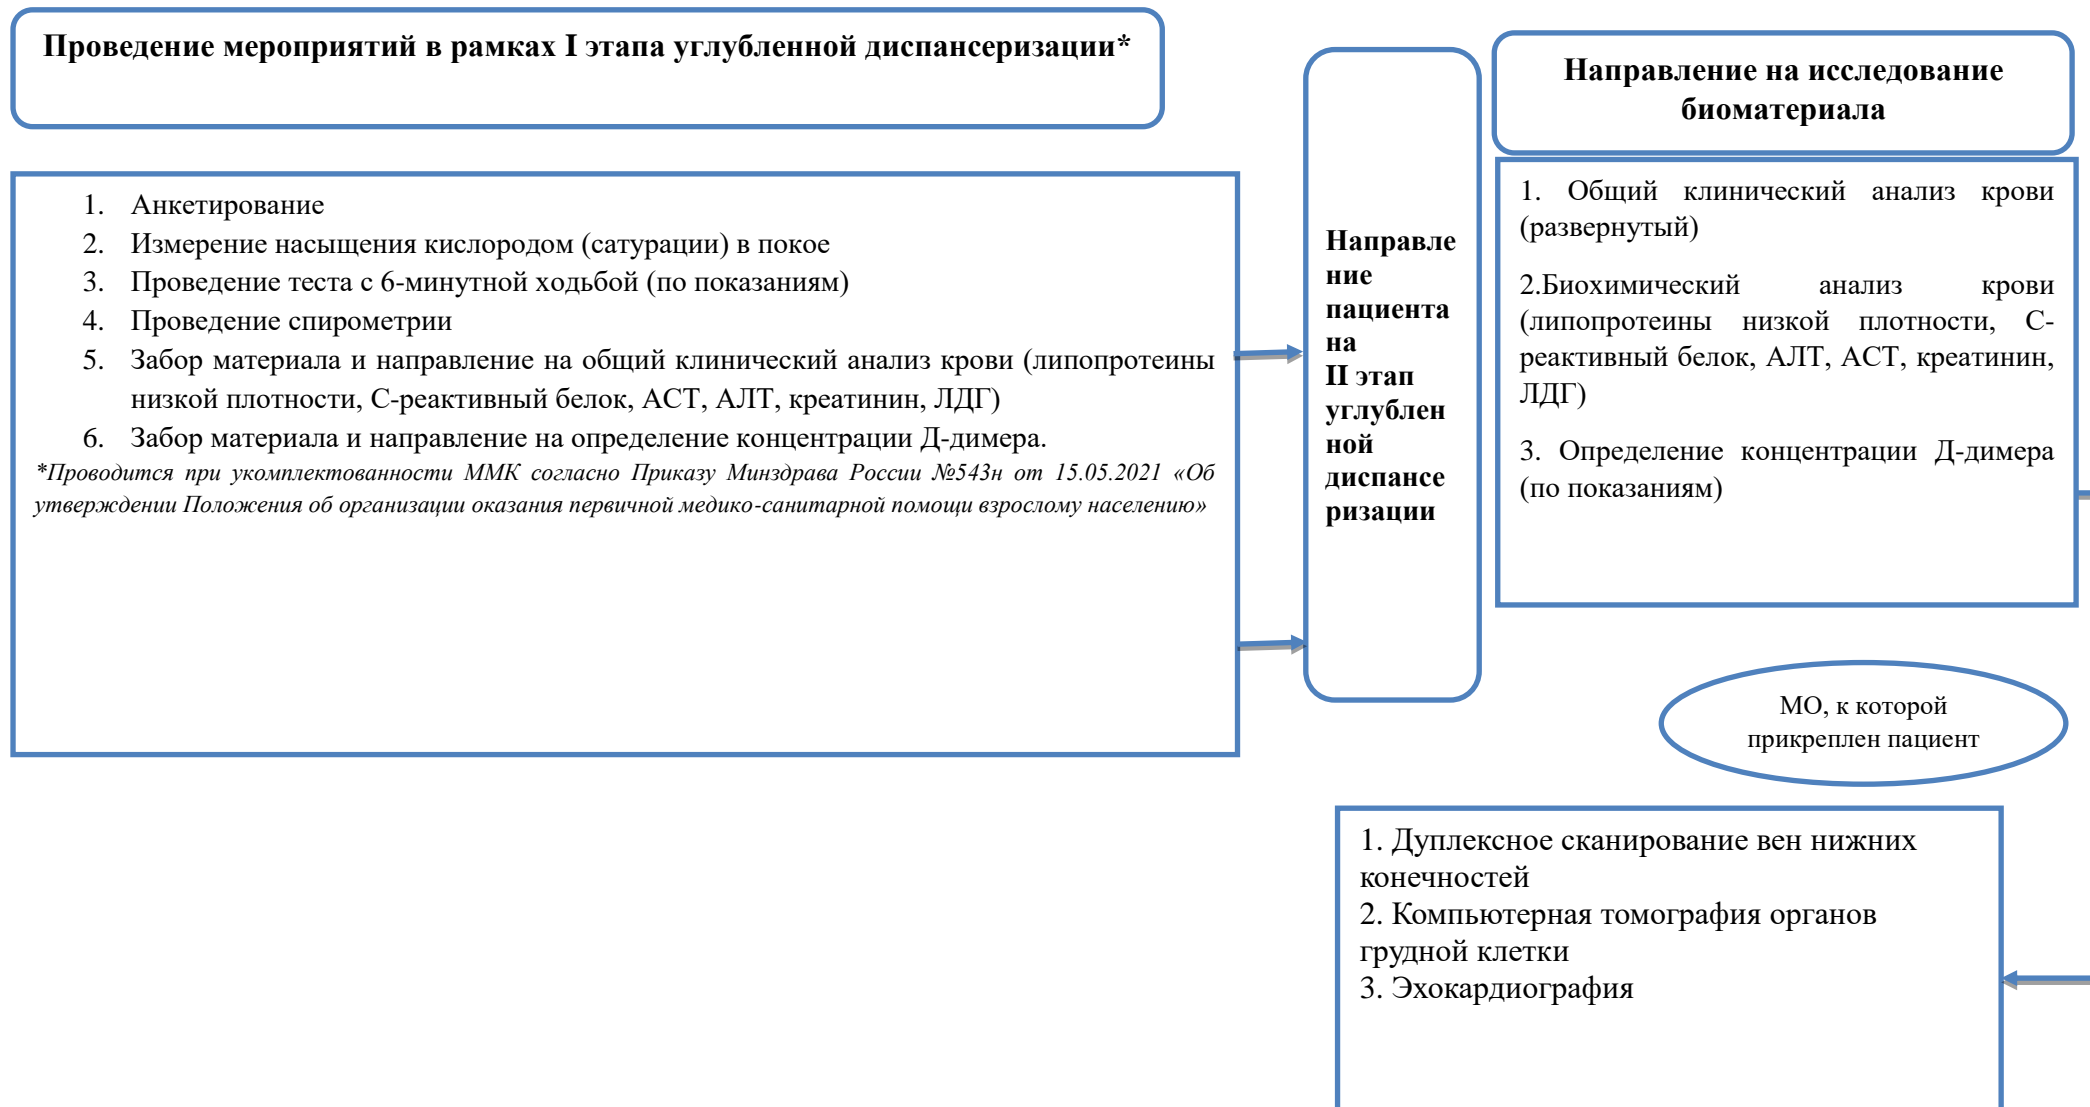 Проведение мероприятий в рамках I этапа углубленной диспансеризации*
1. Анкетирование
2. Измерение насыщения кислородом (сатурации) в покое
3. Проведение теста с 6-минутной ходьбой (по показаниям)
4. Проведение спирометрии
5. Забор материала и направление на общий клинический анализ крови (липопротеины
низкой плотности, С-реактивный белок, АСТ, АЛТ, креатинин, ЛДГ)
6. Забор материала и направление на определение концентрации Д-димера.
*Проводится при укомплектованности ММК согласно Приказу Минздрава России №543н от 15.05.2021 «Об
утверждении Положения об организации оказания первичной медико-санитарной помощи взрослому населению»
Направле
ние
пациента
на
II этап
углублен
ной
диспансе
ризации
Направление на исследование
биоматериала
1. Общий клинический анализ крови
(развернутый)
2.Биохимический анализ крови
(липопротеины низкой плотности, С-
реактивный белок, АЛТ, АСТ, креатинин,
ЛДГ)
3. Определение концентрации Д-димера
(по показаниям)
МО, к которой
прикреплен пациент
1. Дуплексное сканирование вен нижних
конечностей
2. Компьютерная томография органов
грудной клетки
3. Эхокардиография